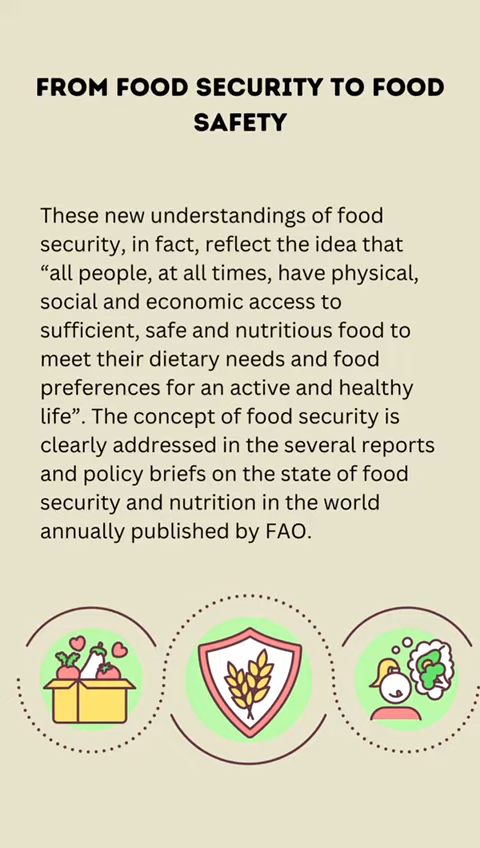 FROM FOOD SECURITY TO FOOD
SAFETY
These new understandings of food
security, in fact, reflect the idea that
“all people, at all times, have physical,
social and economic access to
sufficient, safe and nutritious food to
meet their dietary needs and food
preferences for an active and healthy
life”. The concept of food security is
clearly addressed in the several reports
and policy briefs on the state of food
security and nutrition in the world
annually published by FAO.